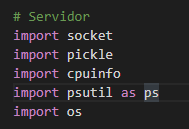 # Servidor
import socket
import pickle
import cpuinfo
import psutil as ps
import os